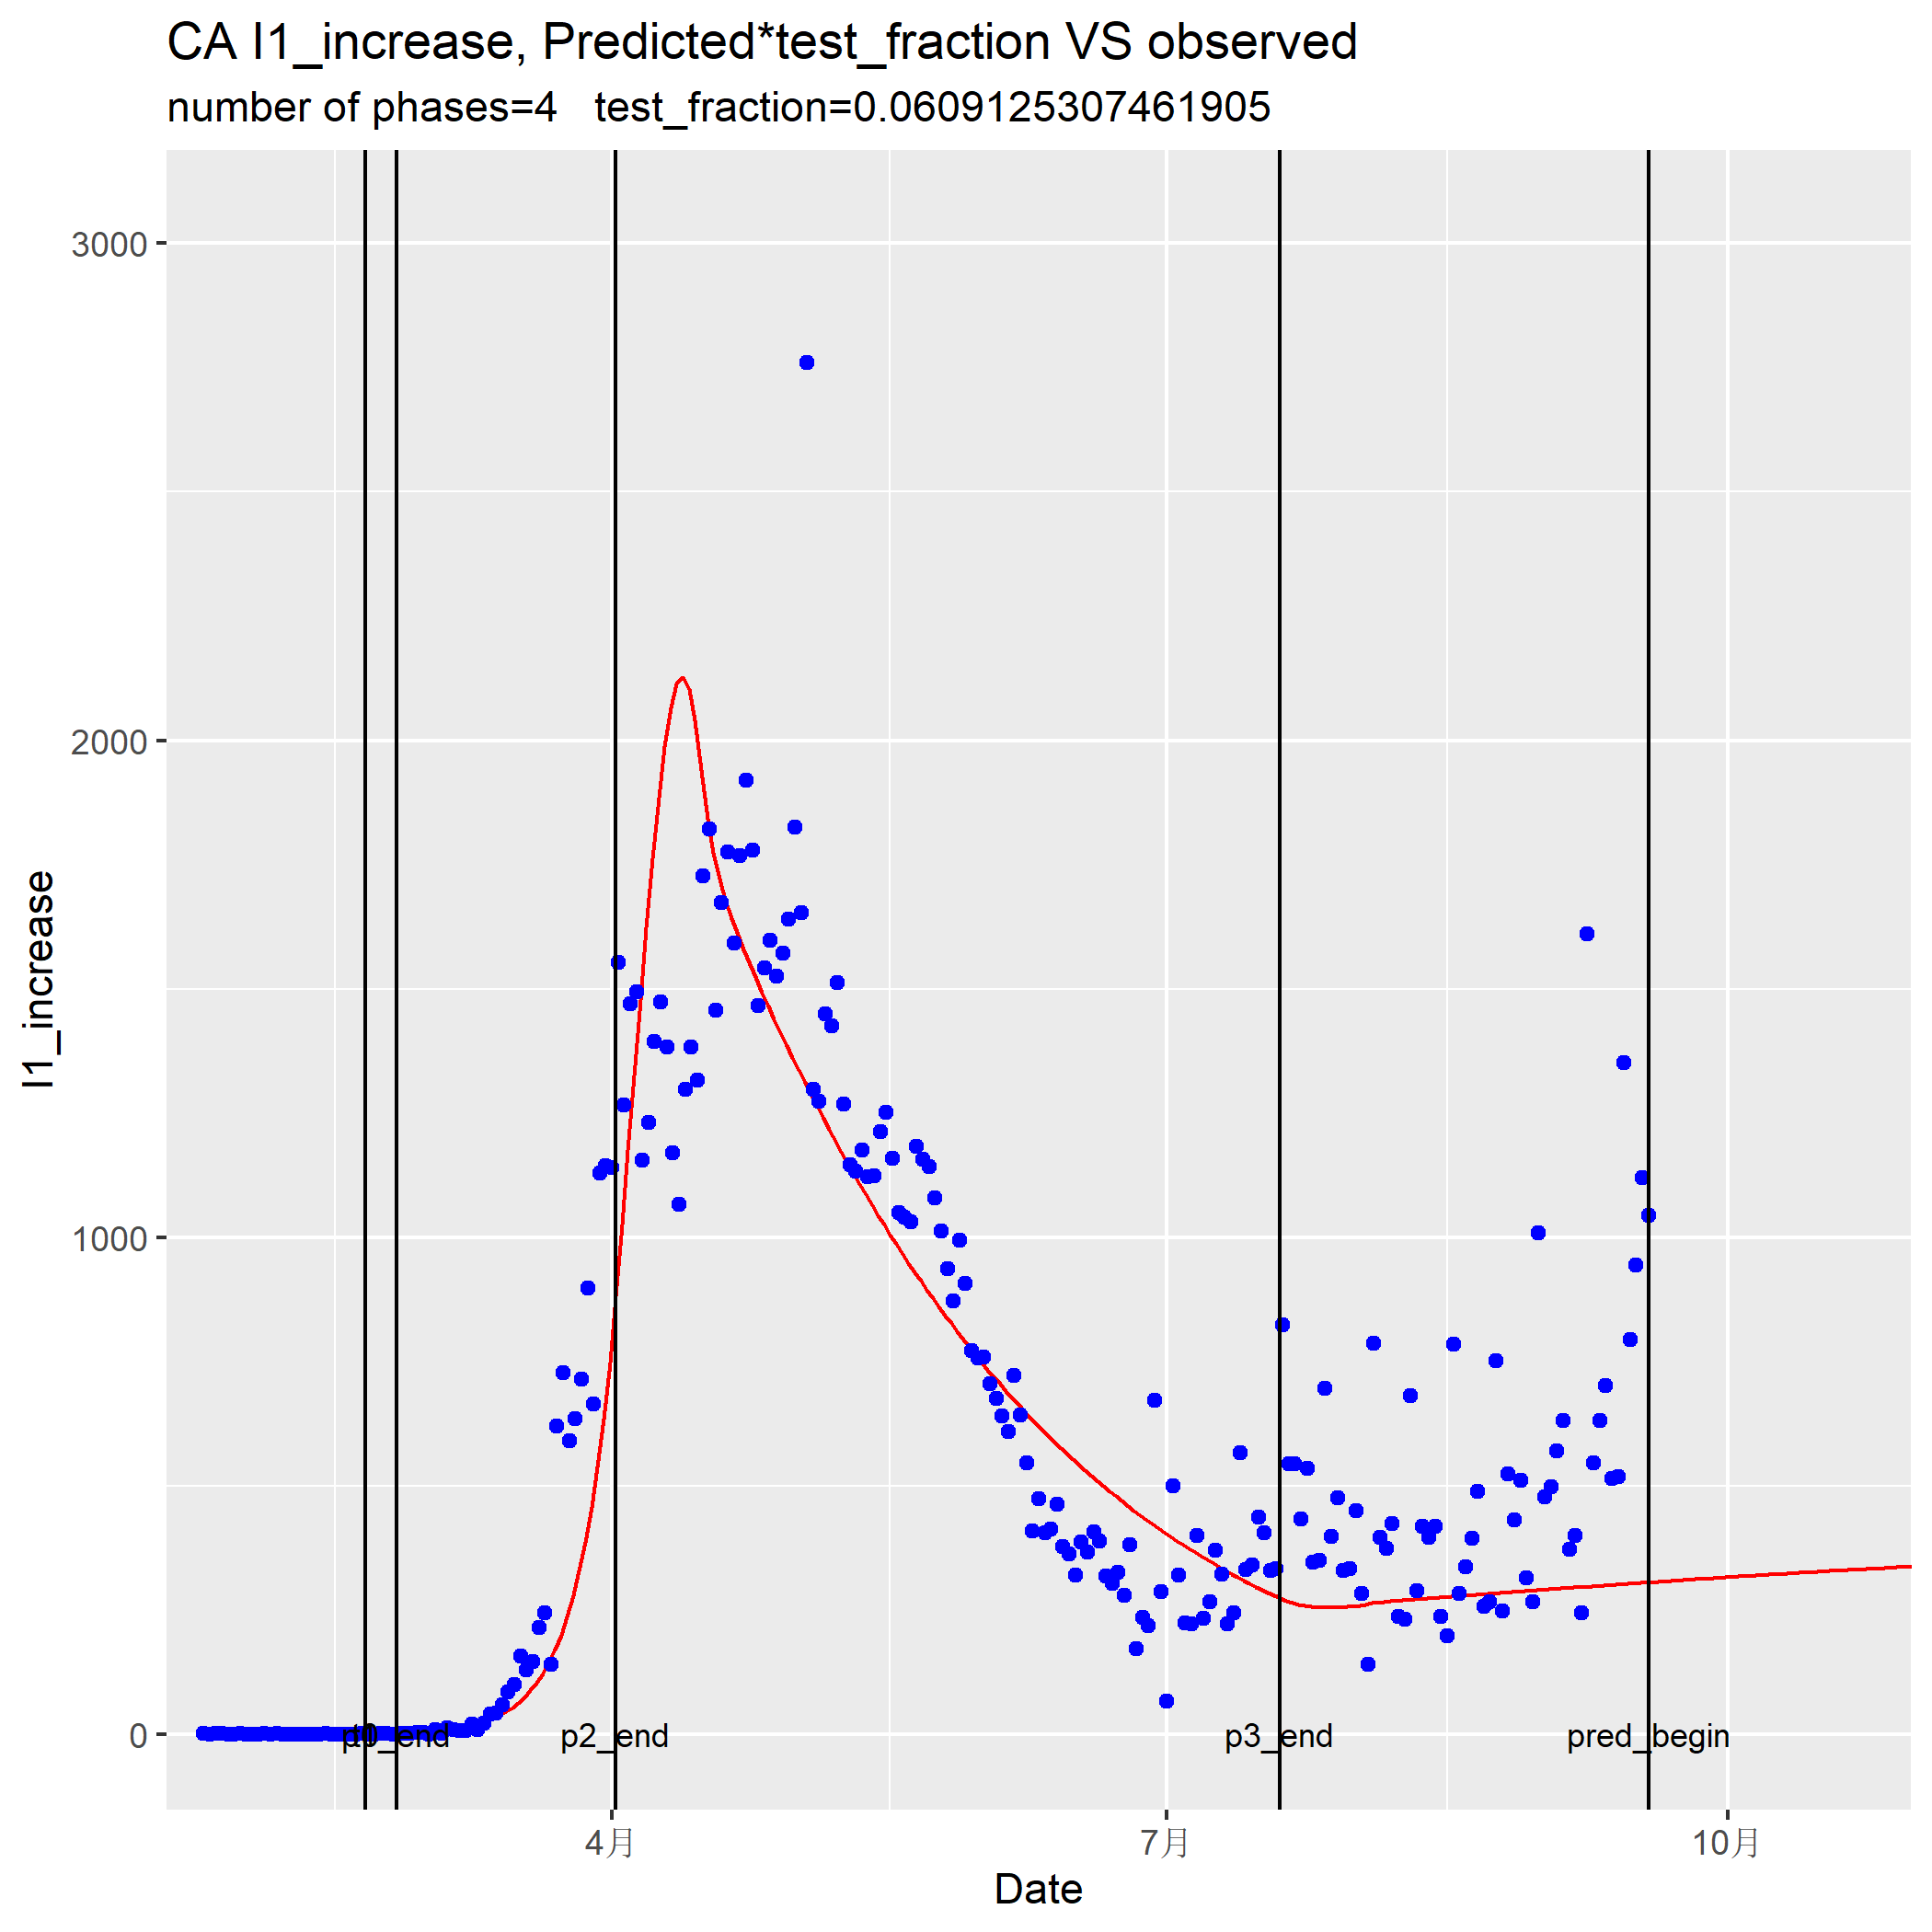 CA I1_increase, Predicted*test_fraction VS observed
number of phases=4 test_fraction=0.0609125307461905
3000
2000
1000
0
I1_increase
p2_end
p3_end
pred_begin
4月
7月
10月
Date